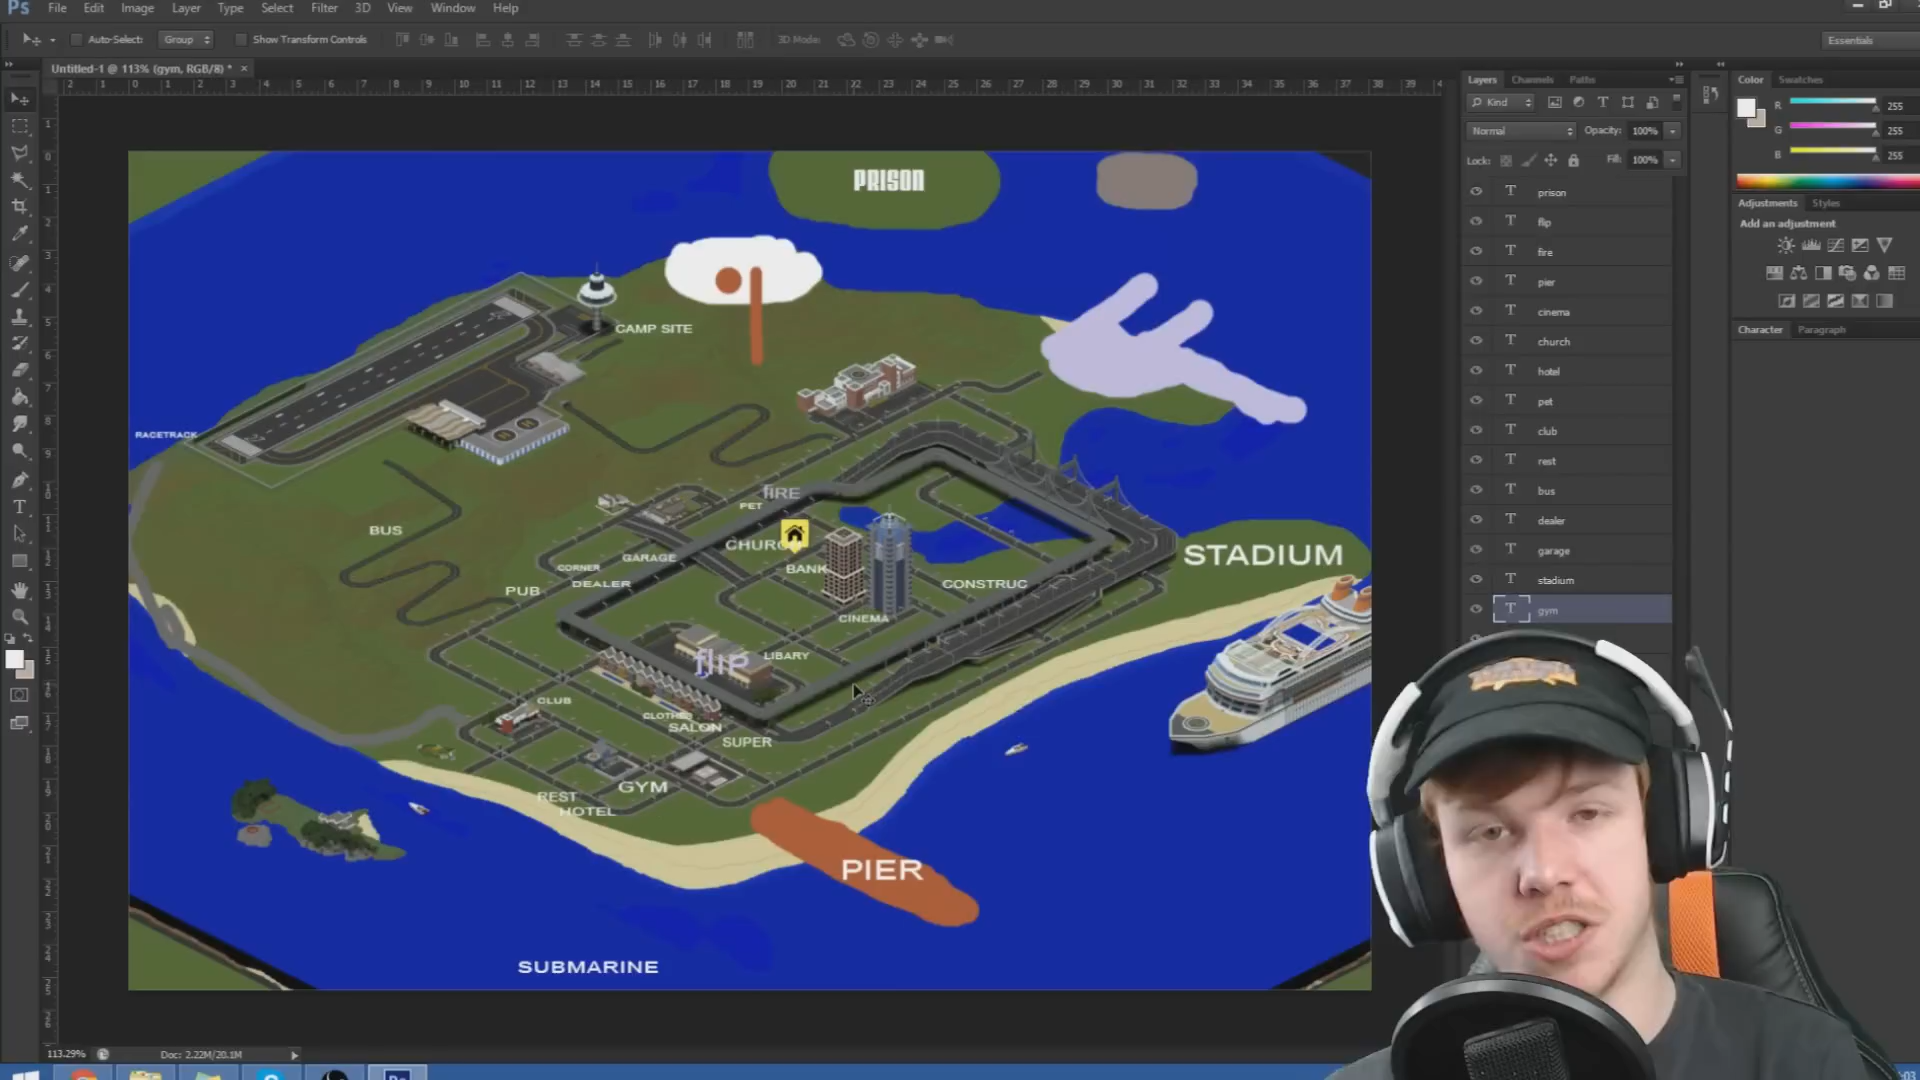 Ps File Edit Image Layer Type Select Filter 3D View Window Help
Auto-Select: Group Show Transform Controls 3D Mode: Essentials
Untitled-1 @ 113% (gym, RGB/8) * ×
Layers Channels Paths
Color Swatches
Kind
R 255
Normal Opacity: 100%
G 255
Lock: Fill: 100%
B 255
Adjustments Styles
Add an adjustment
Character Paragraph
prison
flip
fire
pier
cinema
church
hotel
pet
club
rest
bus
dealer
garage
stadium
gym
PRISON
CAMP SITE
RACETRACK
fIRE
PET
BUS
CHURC
GARAGE
STADIUM
CORNER
BANK
DEALER
CONSTRUC
PUB
CINEMA
LIBARY
flIP
CLUB
CLOTHES
SALON
SUPER
GYM
REST
HOTEL
PIER
SUBMARINE
113.29% Doc: 2.22M/20.1M